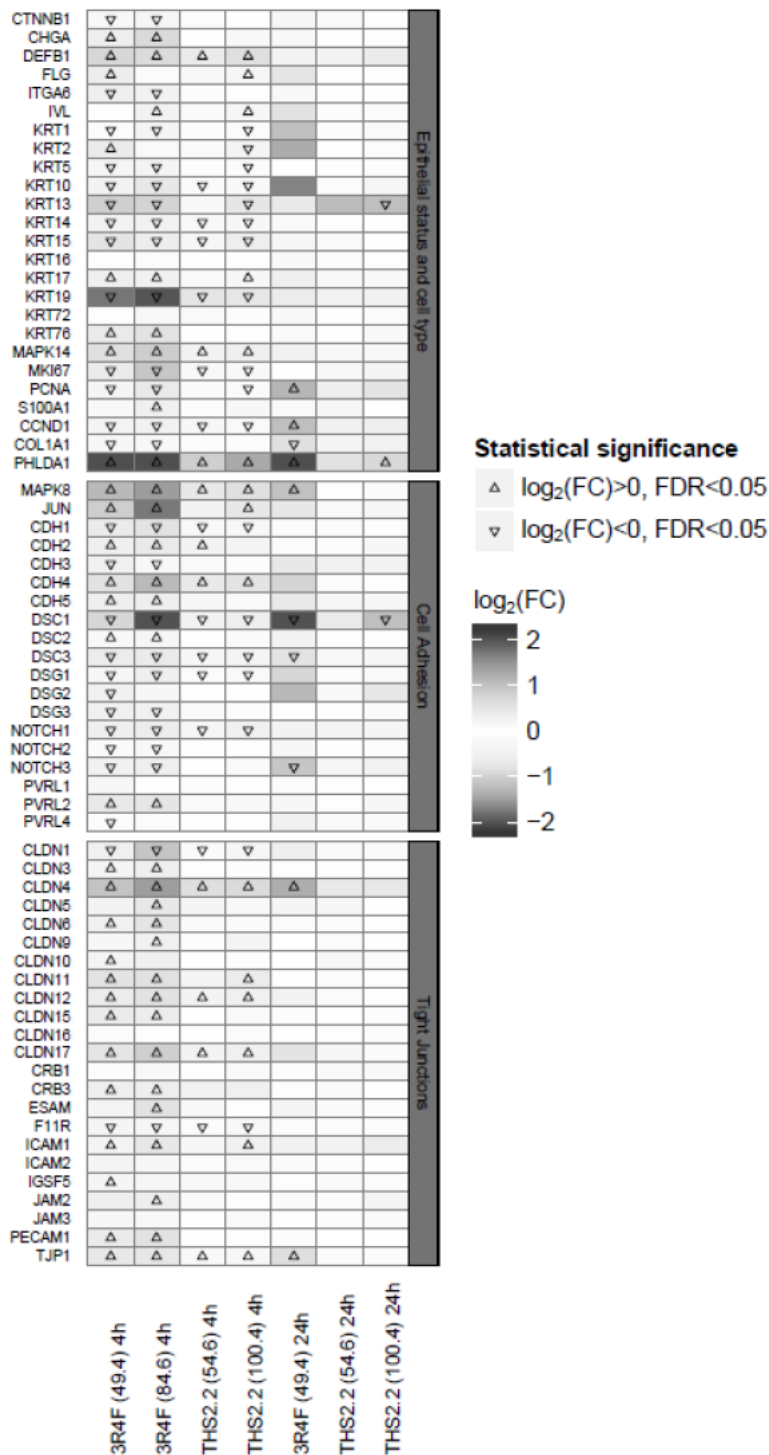 CTNNB1
CHGA
DEFB1
FLG
ITGA6
IVL
KRT1
KRT2
KRT5
KRT10
KRT13
KRT14
KRT15
KRT16
KRT17
KRT19
KRT72
KRT76
MAPK14
MKI67
PCNA
S100A1
CCND1
COL1A1
PHLDA1
Epithelial status and cell type
MAPK8
JUN
CDH1
CDH2
CDH3
CDH4
CDH5
DSC1
DSC2
DSC3
DSG1
DSG2
DSG3
NOTCH1
NOTCH2
NOTCH3
PVRL1
PVRL2
PVRL4
Cell Adhesion
CLDN1
CLDN3
CLDN4
CLDN5
CLDN6
CLDN9
CLDN10
CLDN11
CLDN12
CLDN15
CLDN16
CLDN17
CRB1
CRB3
ESAM
F11R
ICAM1
ICAM2
IGSF5
JAM2
JAM3
PECAM1
TJP1
Tight Junctions
3R4F (49.4) 4h
3R4F (84.6) 4h
THS2.2 (54.6) 4h
THS2.2 (100.4) 4h
3R4F (49.4) 24h
THS2.2 (54.6) 24h
THS2.2 (100.4) 24h
Statistical significance
log₂(FC)>0, FDR<0.05
log₂(FC)<0, FDR<0.05
log₂(FC)
2
1
0
−1
−2